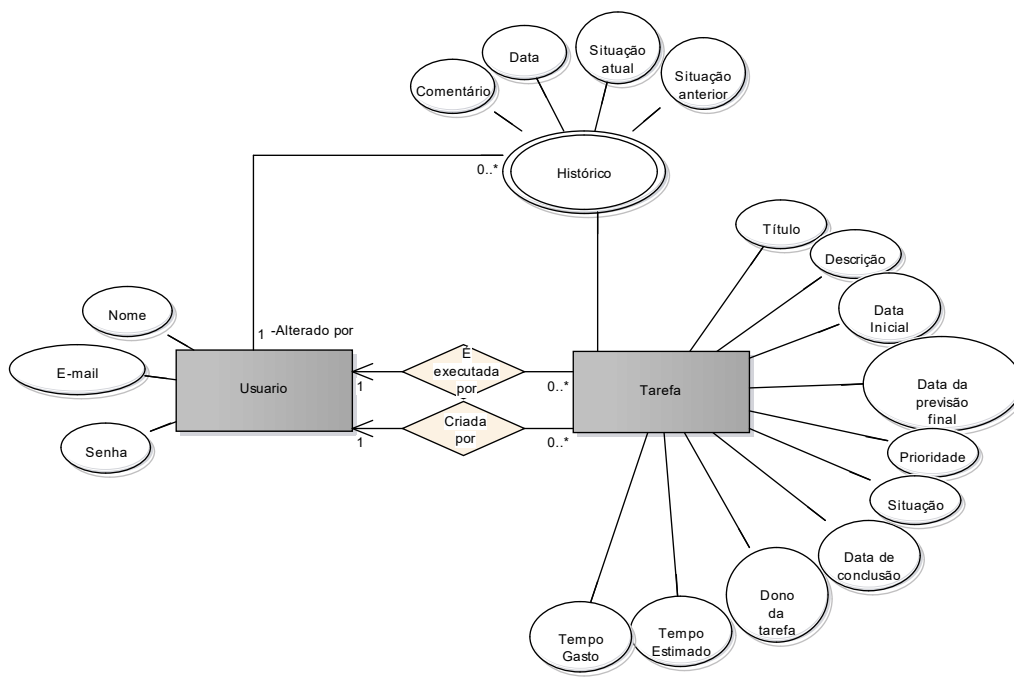 Comentário
Data
Situação
atual
Situação
anterior
0..*
Histórico
Título
Descrição
Data
Inicial
Nome
E-mail
Senha
1
-Alterado por
Usuario
1
É
executada
por
0..*
1
Criada
por
0..*
Tarefa
Data da
previsão
final
Prioridade
Situação
Data de
conclusão
Dono
da
tarefa
Tempo
Estimado
Tempo
Gasto